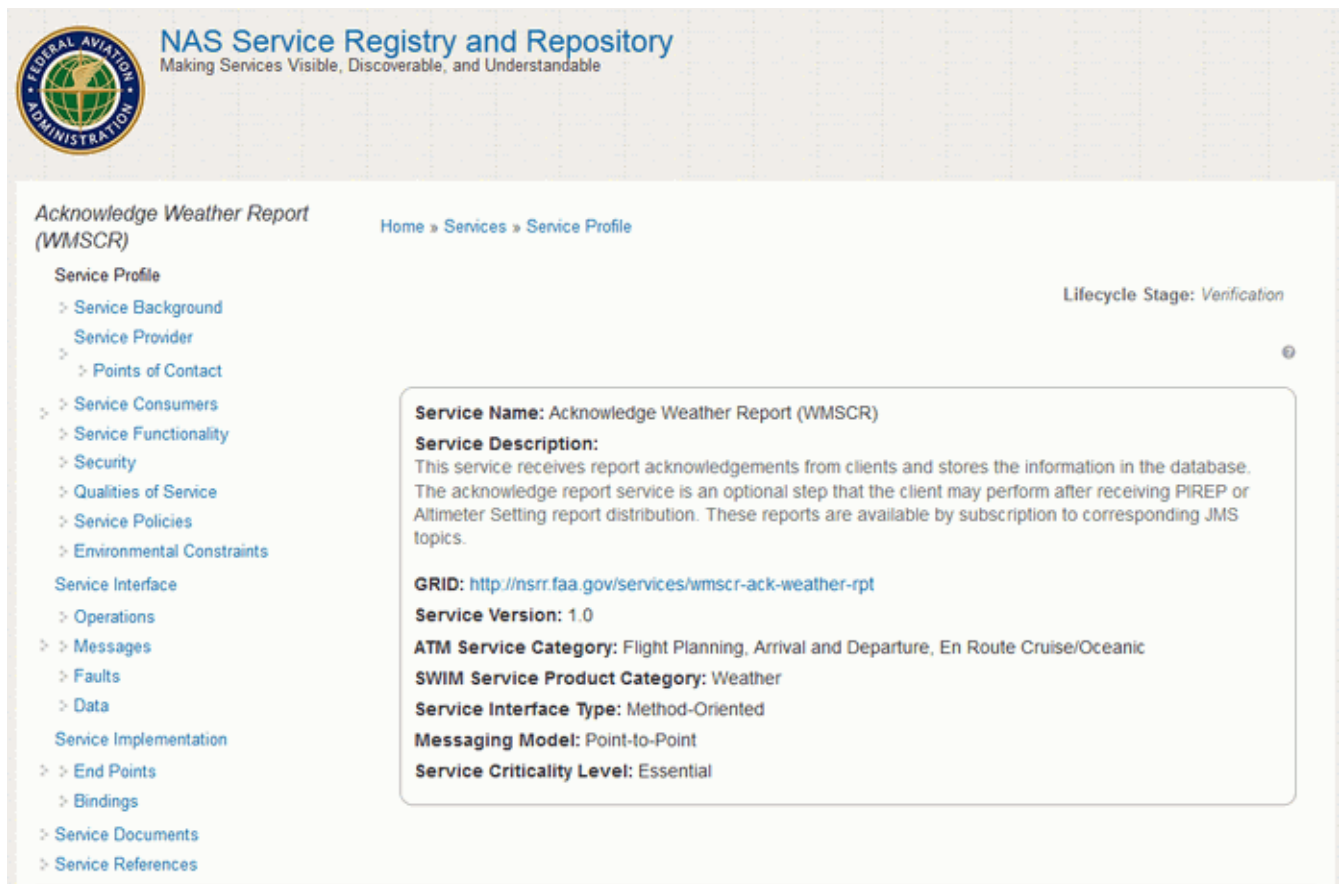 FEDERAL AVIATION ADMINISTRATION
NAS Service Registry and Repository
Making Services Visible, Discoverable, and Understandable
Acknowledge Weather Report
(WMSCR)
Service Profile
Service Background
Service Provider
Points of Contact
Service Consumers
Service Functionality
Security
Qualities of Service
Service Policies
Environmental Constraints
Service Interface
Operations
Messages
Faults
Data
Service Implementation
End Points
Bindings
Service Documents
Service References
Home » Services » Service Profile
Lifecycle Stage: Verification
Service Name: Acknowledge Weather Report (WMSCR)
Service Description:
This service receives report acknowledgements from clients and stores the information in the database.
The acknowledge report service is an optional step that the client may perform after receiving PIREP or
Altimeter Setting report distribution. These reports are available by subscription to corresponding JMS
topics.
GRID: http://nsrr.faa.gov/services/wmscr-ack-weather-rpt
Service Version: 1.0
ATM Service Category: Flight Planning, Arrival and Departure, En Route Cruise/Oceanic
SWIM Service Product Category: Weather
Service Interface Type: Method-Oriented
Messaging Model: Point-to-Point
Service Criticality Level: Essential